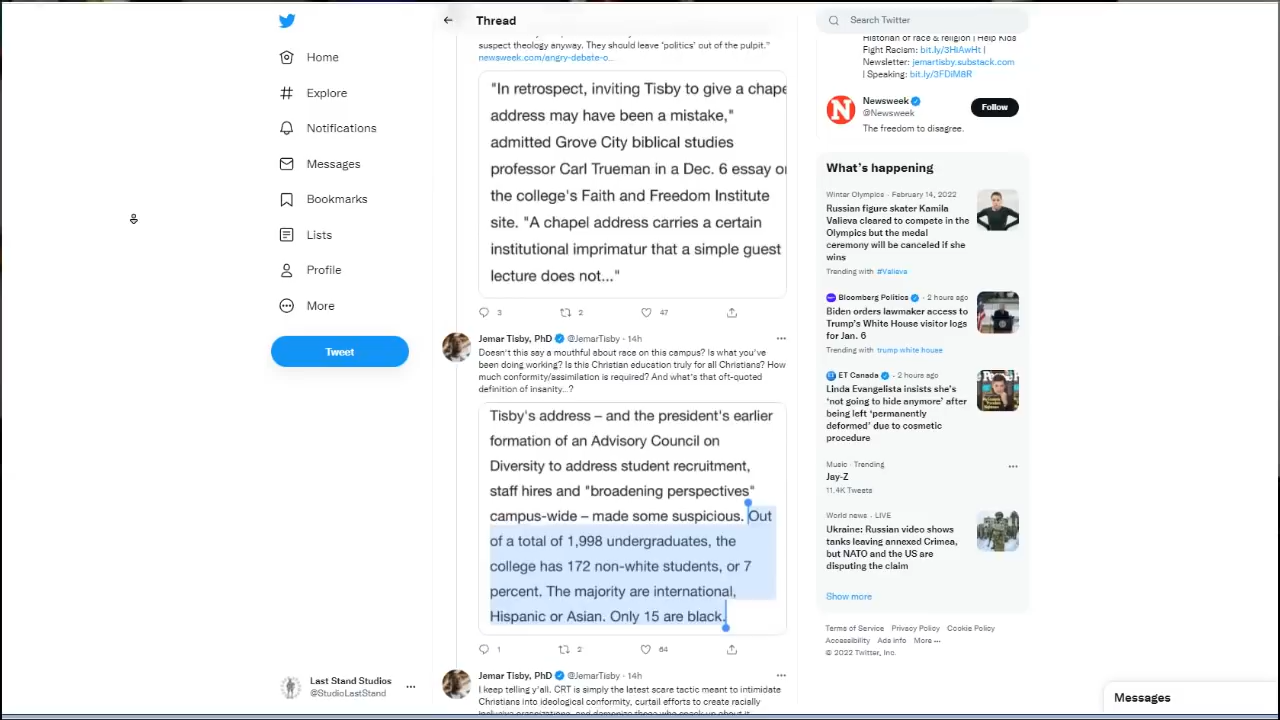 Home
Explore
Notifications
Messages
Bookmarks
Lists
Profile
More
Tweet
Last Stand Studios
@StudioLastStand
Thread
suspect theology anyway. They should leave 'politics' out of the pulpit."
newsweek.com/angry-debate-o...
"In retrospect, inviting Tisby to give a chape
address may have been a mistake,"
admitted Grove City biblical studies
professor Carl Trueman in a Dec. 6 essay o
the college's Faith and Freedom Institute
site. "A chapel address carries a certain
institutional imprimatur that a simple guest
lecture does not..."
3 2 47
Jemar Tisby, PhD @JemarTisby · 14h
Doesn't this say a mouthful about race on this campus? Is what you've
been doing working? Is this Christian education truly for all Christians? How
much conformity/assimilation is required? And what's that oft-quoted
definition of insanity...?
Tisby's address – and the president's earlier
formation of an Advisory Council on
Diversity to address student recruitment,
staff hires and "broadening perspectives"
campus-wide – made some suspicious. Out
of a total of 1,998 undergraduates, the
college has 172 non-white students, or 7
percent. The majority are international,
Hispanic or Asian. Only 15 are black.
1 2 64
Jemar Tisby, PhD @JemarTisby · 14h
I keep telling y'all, CRT is simply the latest scare tactic meant to intimidate
Christians into ideological conformity, curtail efforts to create racially
Search Twitter
Historian of race & religion | Help Kids
Fight Racism: bit.ly/3HiAwHt |
Newsletter: jemartisby.substack.com
| Speaking: bit.ly/3FDiM8R
Newsweek
@Newsweek
Follow
The freedom to disagree.
What's happening
Winter Olympics · February 14, 2022
Russian figure skater Kamila
Valieva cleared to compete in the
Olympics but the medal
ceremony will be canceled if she
wins
Trending with #Valieva
Bloomberg Politics · 2 hours ago
Biden orders lawmaker access to
Trump's White House visitor logs
for Jan. 6
Trending with trump white house
ET Canada · 2 hours ago
Linda Evangelista insists she's
'not going to hide anymore' after
being left 'permanently
deformed' due to cosmetic
procedure
Music · Trending
Jay-Z
11.4K Tweets
World news · LIVE
Ukraine: Russian video shows
tanks leaving annexed Crimea,
but NATO and the US are
disputing the claim
Show more
Terms of Service Privacy Policy Cookie Policy
Accessibility Ads info More ···
© 2022 Twitter, Inc.
Messages